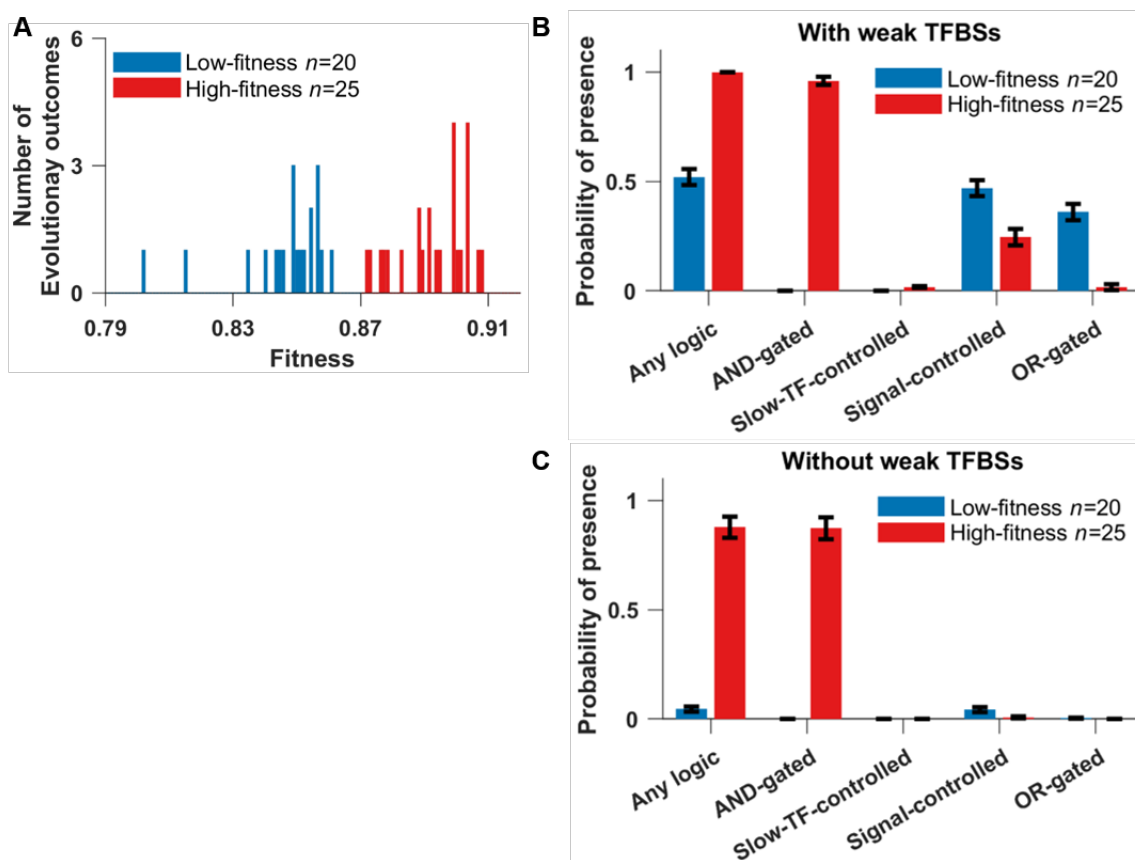 A
Number of
Evolutionay outcomes
6
3
0
Low-fitness n=20
High-fitness n=25
0.79
0.83
0.87
0.91
Fitness
B
With weak TFBSs
Probability of presence
1
0.5
0
Low-fitness n=20
High-fitness n=25
Any logic
AND-gated
Slow-TF-controlled
Signal-controlled
OR-gated
C
Without weak TFBSs
Probability of presence
1
0.5
0
Low-fitness n=20
High-fitness n=25
Any logic
AND-gated
Slow-TF-controlled
Signal-controlled
OR-gated